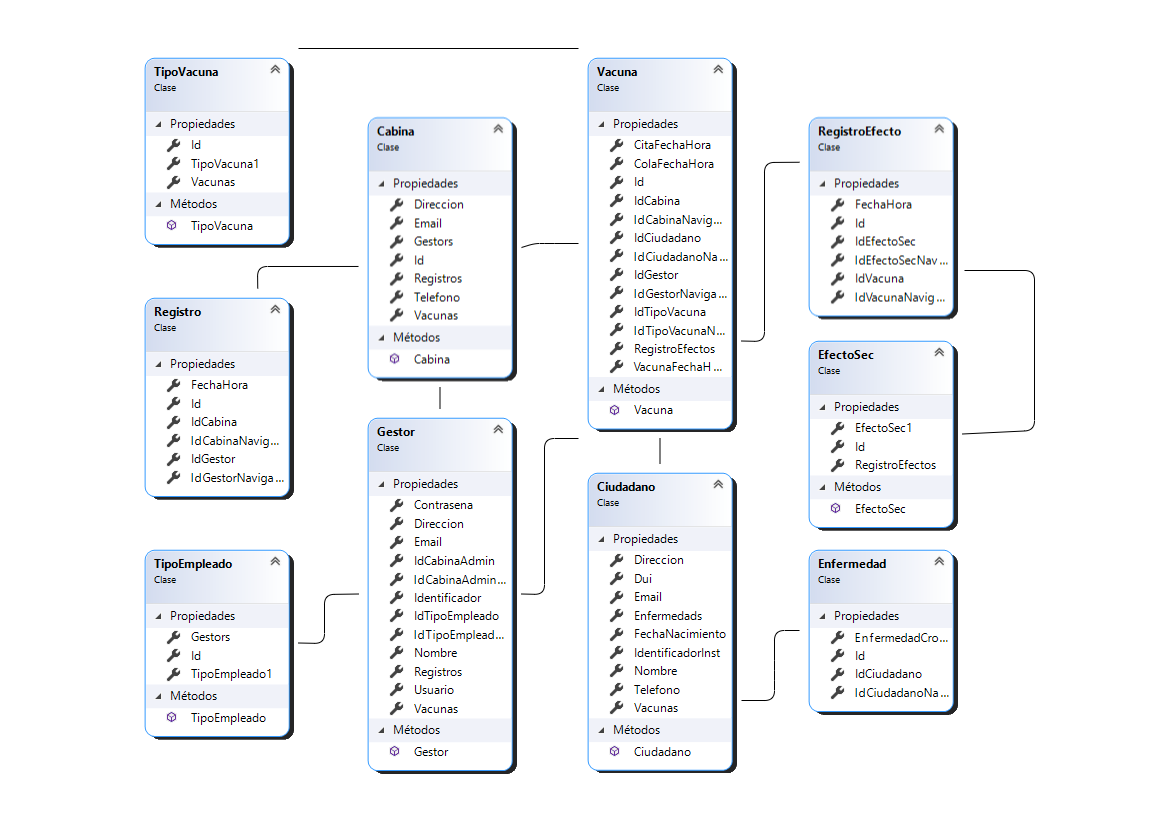 TipoVacuna
Clase
Propiedades
Id
TipoVacuna1
Vacunas
Métodos
TipoVacuna
Registro
Clase
Propiedades
FechaHora
Id
IdCabina
IdCabinaNavig...
IdGestor
IdGestorNaviga...
TipoEmpleado
Clase
Propiedades
Gestors
Id
TipoEmpleado1
Métodos
TipoEmpleado
Cabina
Clase
Propiedades
Direccion
Email
Gestors
Id
Registros
Telefono
Vacunas
Métodos
Cabina
Gestor
Clase
Propiedades
Contrasena
Direccion
Email
IdCabinaAdmin
IdCabinaAdmin...
Identificador
IdTipoEmpleado
IdTipoEmplead...
Nombre
Registros
Usuario
Vacunas
Métodos
Gestor
Vacuna
Clase
Propiedades
CitaFechaHora
ColaFechaHora
Id
IdCabina
IdCabinaNavig...
IdCiudadano
IdCiudadanoNa...
IdGestor
IdGestorNaviga...
IdTipoVacuna
IdTipoVacunaN...
RegistroEfectos
VacunaFechaH...
Métodos
Vacuna
Ciudadano
Clase
Propiedades
Direccion
Dui
Email
Enfermedads
FechaNacimiento
IdentificadorInst
Nombre
Telefono
Vacunas
Métodos
Ciudadano
RegistroEfecto
Clase
Propiedades
FechaHora
Id
IdEfectoSec
IdEfectoSecNav...
IdVacuna
IdVacunaNavig...
EfectoSec
Clase
Propiedades
EfectoSec1
Id
RegistroEfectos
Métodos
EfectoSec
Enfermedad
Clase
Propiedades
EnfermedadCro...
Id
IdCiudadano
IdCiudadanoNa...